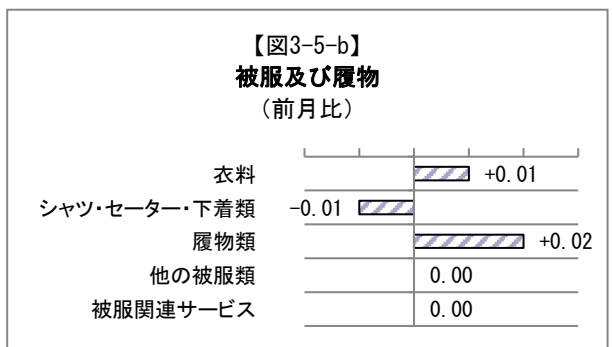 【図3-5-b】
被服及び履物
(前月比)
衣料 +0.01
シャツ・セーター・下着類 -0.01
履物類 +0.02
他の被服類 0.00
被服関連サービス 0.00